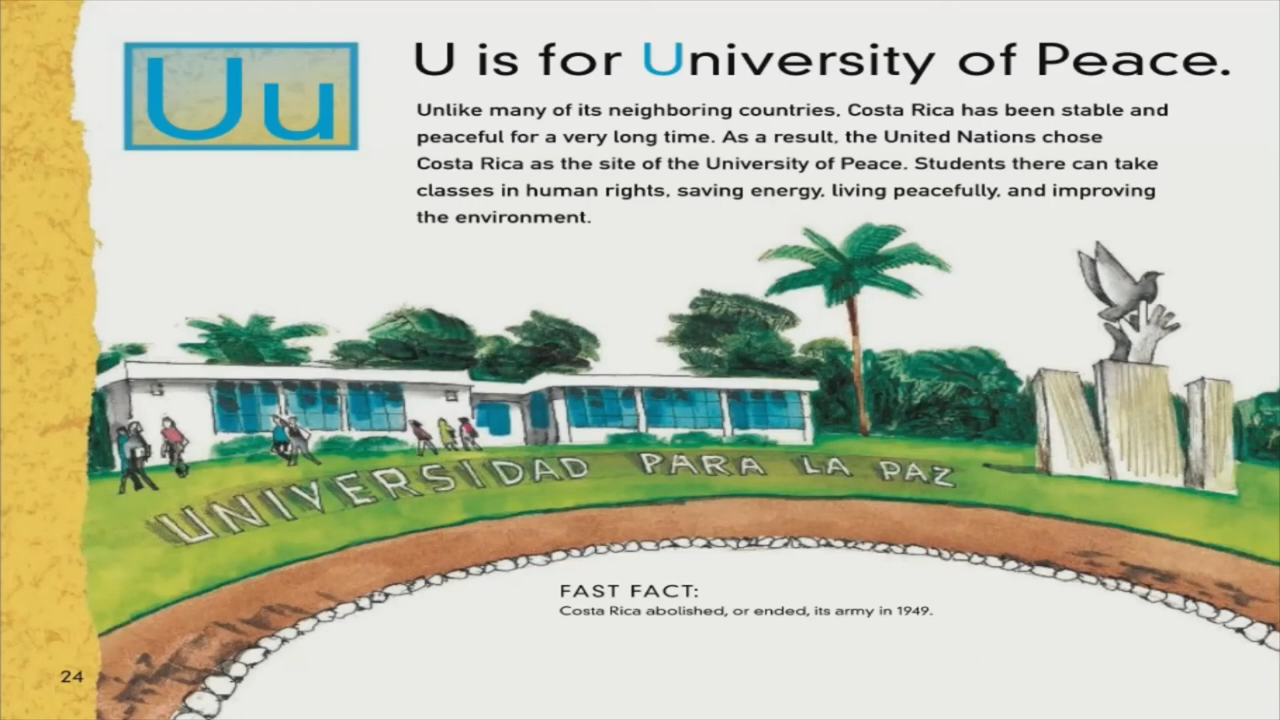 Uu
U is for University of Peace.
Unlike many of its neighboring countries, Costa Rica has been stable and
peaceful for a very long time. As a result, the United Nations chose
Costa Rica as the site of the University of Peace. Students there can take
classes in human rights, saving energy, living peacefully, and improving
the environment.
UNIVERSIDAD PARA LA PAZ
FAST FACT:
Costa Rica abolished, or ended, its army in 1949.
24